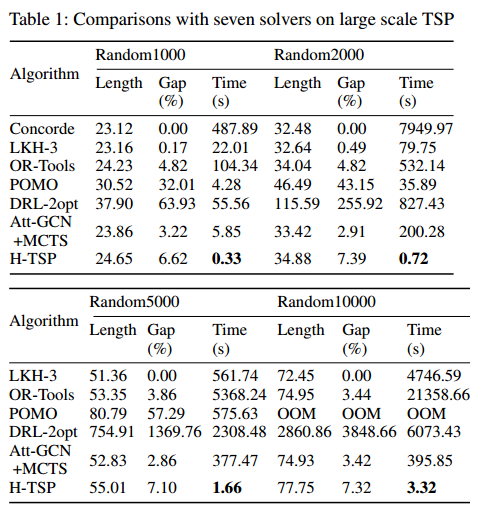 Table 1: Comparisons with seven solvers on large scale TSP
Algorithm Random1000 Random2000
Length Gap (%) Time (s) Length Gap (%) Time (s)
Concorde 23.12 0.00 487.89 32.48 0.00 7949.97
LKH-3 23.16 0.17 22.01 32.64 0.49 79.75
OR-Tools 24.23 4.82 104.34 34.04 4.82 532.14
POMO 30.52 32.01 4.28 46.49 43.15 35.89
DRL-2opt 37.90 63.93 55.56 115.59 255.92 827.43
Att-GCN +MCTS 23.86 3.22 5.85 33.42 2.91 200.28
H-TSP 24.65 6.62 0.33 34.88 7.39 0.72
Algorithm Random5000 Random10000
Length Gap (%) Time (s) Length Gap (%) Time (s)
LKH-3 51.36 0.00 561.74 72.45 0.00 4746.59
OR-Tools 53.35 3.86 5368.24 74.95 3.44 21358.66
POMO 80.79 57.29 575.63 OOM OOM OOM
DRL-2opt 754.91 1369.76 2308.48 2860.86 3848.66 6073.43
Att-GCN +MCTS 52.83 2.86 377.47 74.93 3.42 395.85
H-TSP 55.01 7.10 1.66 77.75 7.32 3.32